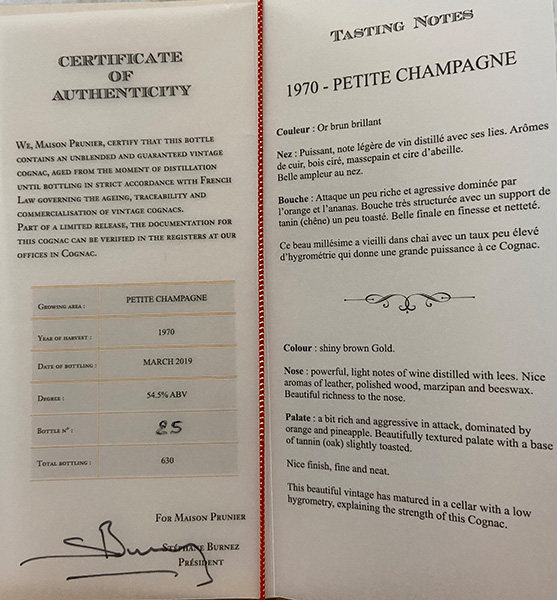 CERTIFICATE
OF
AUTHENTICITY
WE, MAISON PRUNIER, CERTIFY THAT THIS BOTTLE
CONTAINS AN UNBLENDED AND GUARANTEED VINTAGE
COGNAC, AGED FROM THE MOMENT OF DISTILLATION
UNTIL BOTTLING IN STRICT ACCORDANCE WITH FRENCH
LAW GOVERNING THE AGEING, TRACEABILITY AND
COMMERCIALISATION OF VINTAGE COGNACS.
PART OF A LIMITED RELEASE, THE DOCUMENTATION FOR
THIS COGNAC CAN BE VERIFIED IN THE REGISTERS AT OUR
OFFICES IN COGNAC.
GROWING AREA : PETITE CHAMPAGNE
YEAR OF HARVEST : 1970
DATE OF BOTTLING : MARCH 2019
DEGREE : 54.5% ABV
BOTTLE N° : 85
TOTAL BOTTLING : 630
FOR MAISON PRUNIER
STÉPHANE BURNEZ
PRÉSIDENT
TASTING NOTES
1970 - PETITE CHAMPAGNE
Couleur : Or brun brillant
Nez : Puissant, note légère de vin distillé avec ses lies. Arômes
de cuir, bois ciré, massepain et cire d'abeille.
Belle ampleur au nez.
Bouche : Attaque un peu riche et agressive dominée par
l'orange et l'ananas. Bouche très structurée avec un support de
tanin (chêne) un peu toasté. Belle finale en finesse et netteté.
Ce beau millésime a vieilli dans chai avec un taux peu élevé
d'hygrométrie qui donne une grande puissance à ce Cognac.
Colour : shiny brown Gold.
Nose : powerful, light notes of wine distilled with lees. Nice
aromas of leather, polished wood, marzipan and beeswax.
Beautiful richness to the nose.
Palate : a bit rich and aggressive in attack, dominated by
orange and pineapple. Beautifully textured palate with a base
of tannin (oak) slightly toasted.
Nice finish, fine and neat.
This beautiful vintage has matured in a cellar with a low
hygrometry, explaining the strength of this Cognac.